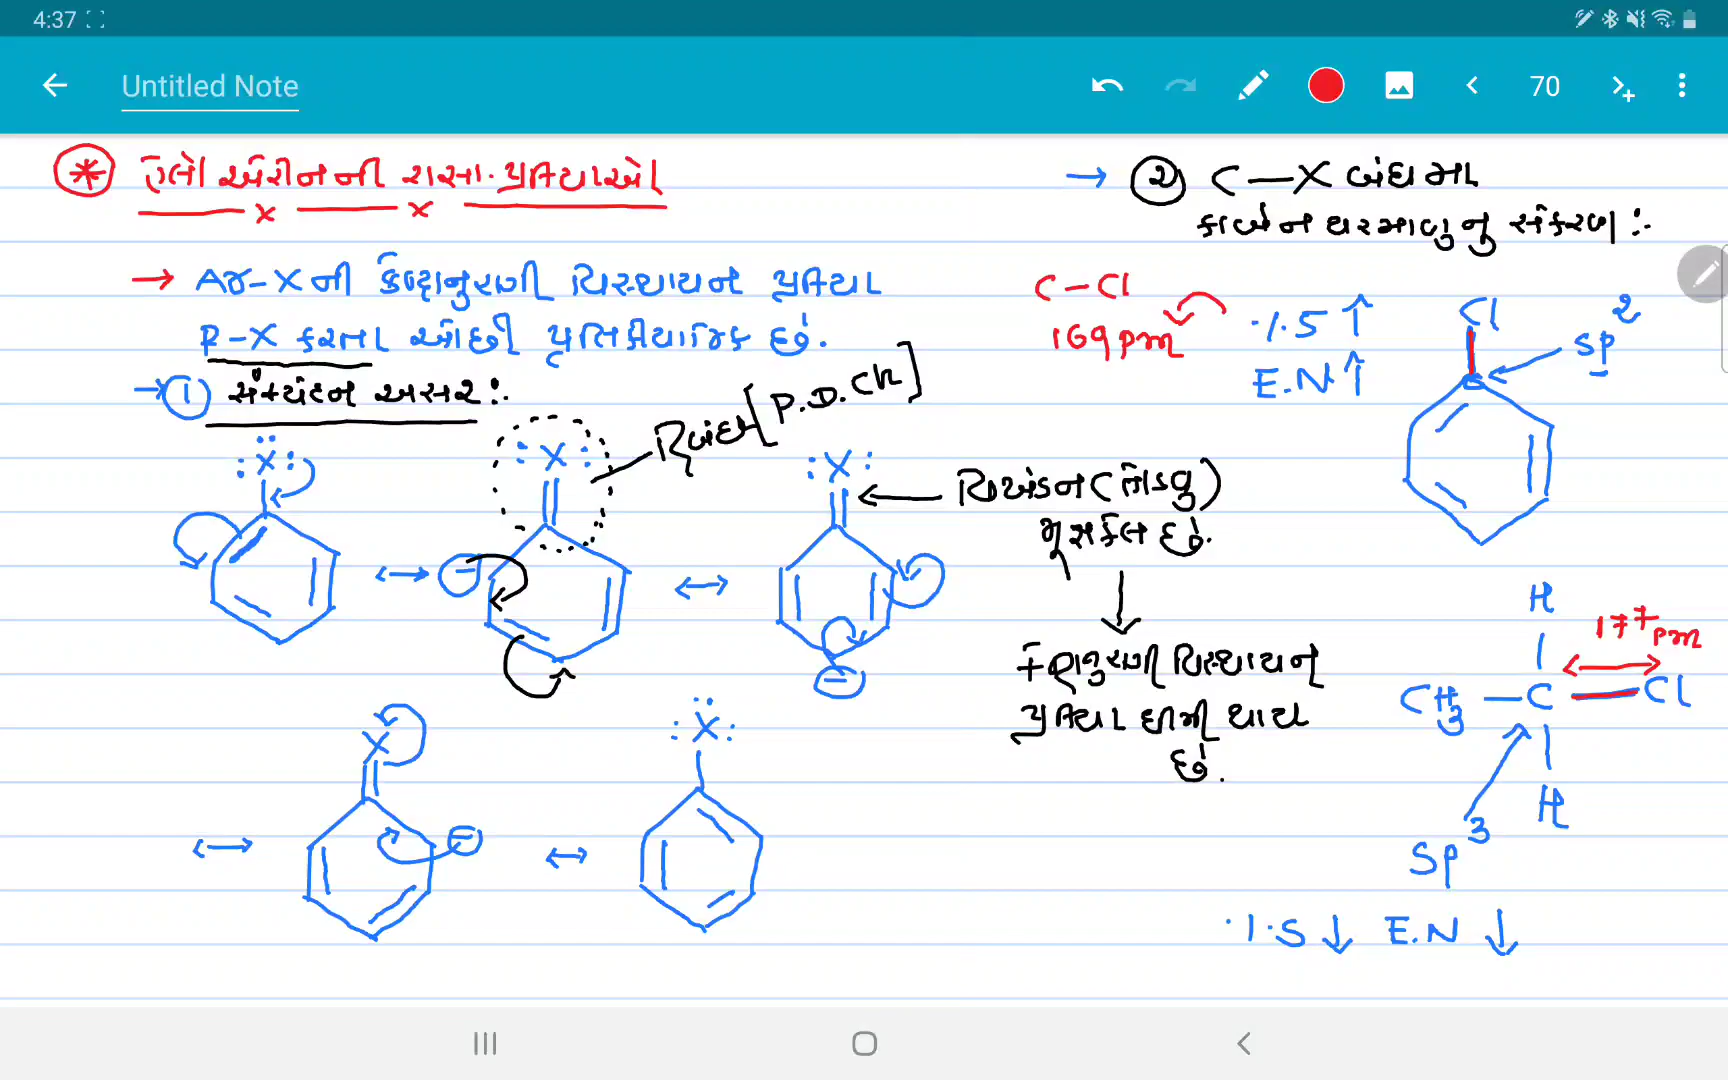 4:37
Untitled Note
70
* હેલો એરીનની રાસા. પ્રક્રિયાઓ
→ Ar-X ની કેન્દ્રાનુરાગી વિસ્થાપન પ્રક્રિયા
R-X કરતા ઓછી પ્રતિક્રીયાત્મક છે.
→ ① સંસ્પંદન અસર :-
:X:
:X:
દ્વિબંધ [P.D.Ch]
:X:
વિખંડન (તોડવુ)
મુશ્કેલ છે.
↓
કેન્દ્રાનુરાગી વિસ્થાપન
પ્રક્રિયા ધીમી થાય
છે.
X
:X:
→ ② C-X બંધમા
કાર્બન પરમાણુનુ સંકરણ :-
C-Cl
169 pm
%S ↑
E.N ↑
Cl
Sp2
H
177 pm
CH3 - C - Cl
H
Sp3
%S ↓ E.N ↓